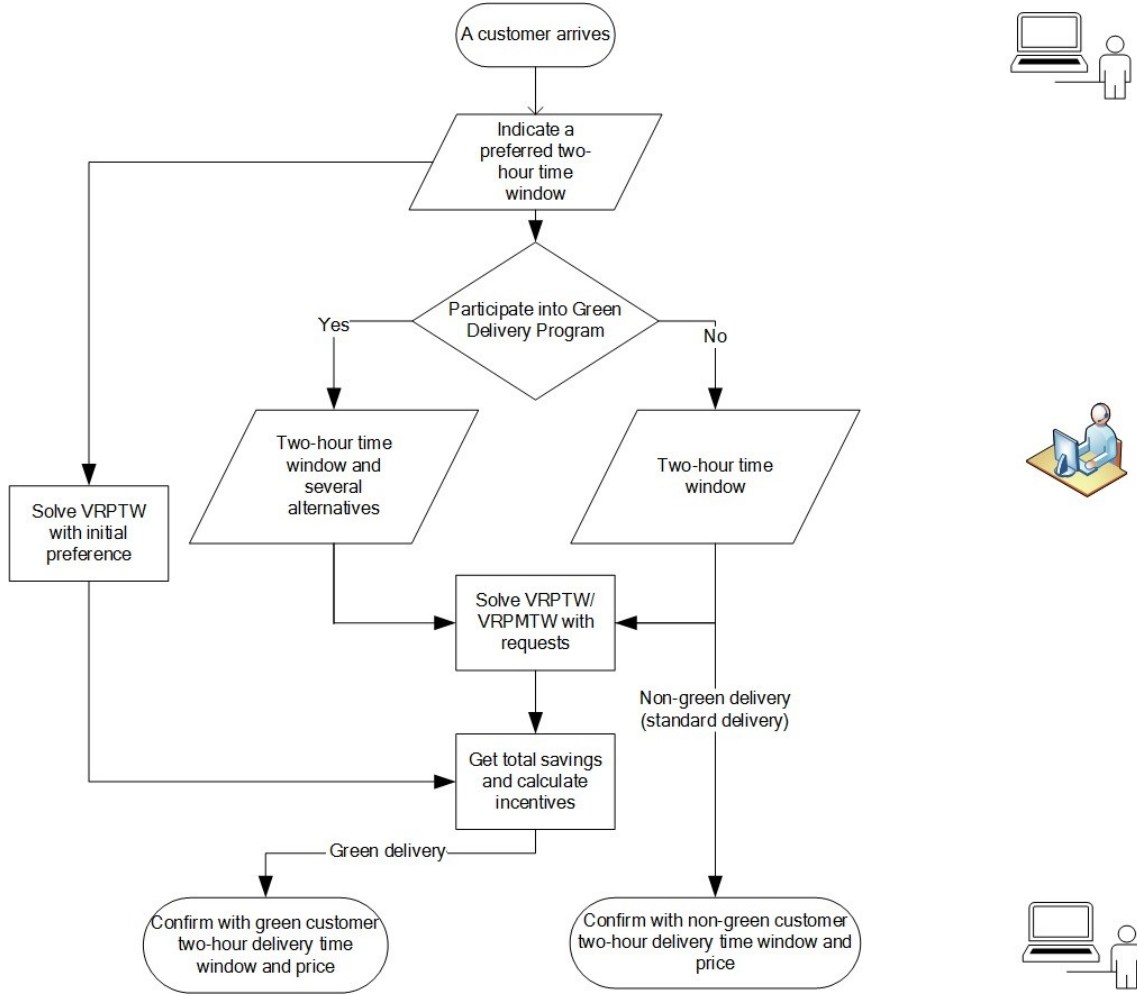 A customer arrives
Indicate a
preferred two-
hour time
window
Participate into Green
Delivery Program
Yes
No
Two-hour time
window and
several
alternatives
Two-hour time
window
Solve VRPTW
with initial
preference
Solve VRPTW/
VRPMTW with
requests
Non-green delivery
(standard delivery)
Get total savings
and calculate
incentives
Green delivery
Confirm with green customer
two-hour delivery time
window and price
Confirm with non-green customer
two-hour delivery time window and
price